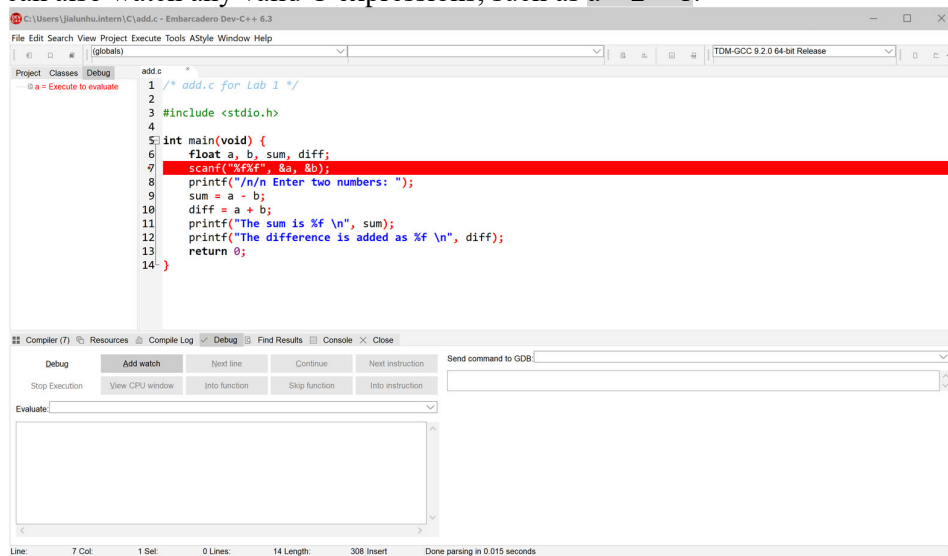 can also watch any valid C expressions, such as a * 2 + 1.
C:\Users\jialunhu.intern\C\add.c - Embarcadero Dev-C++ 6.3
File Edit Search View Project Execute Tools AStyle Window Help
(globals)
TDM-GCC 9.2.0 64-bit Release
Project Classes Debug
add.c *
a = Execute to evaluate
1 /* add.c for Lab 1 */
2
3 #include <stdio.h>
4
5 int main(void) {
6 float a, b, sum, diff;
7 scanf("%f%f", &a, &b);
8 printf("/n/n Enter two numbers: ");
9 sum = a - b;
10 diff = a + b;
11 printf("The sum is %f \n", sum);
12 printf("The difference is added as %f \n", diff);
13 return 0;
14 }
Compiler (7) Resources Compile Log Debug Find Results Console Close
Debug Add watch Next line Continue Next instruction Send command to GDB:
Stop Execution View CPU window Into function Skip function Into instruction
Evaluate:
Line: 7 Col: 1 Sel: 0 Lines: 14 Length: 308 Insert Done parsing in 0.015 seconds